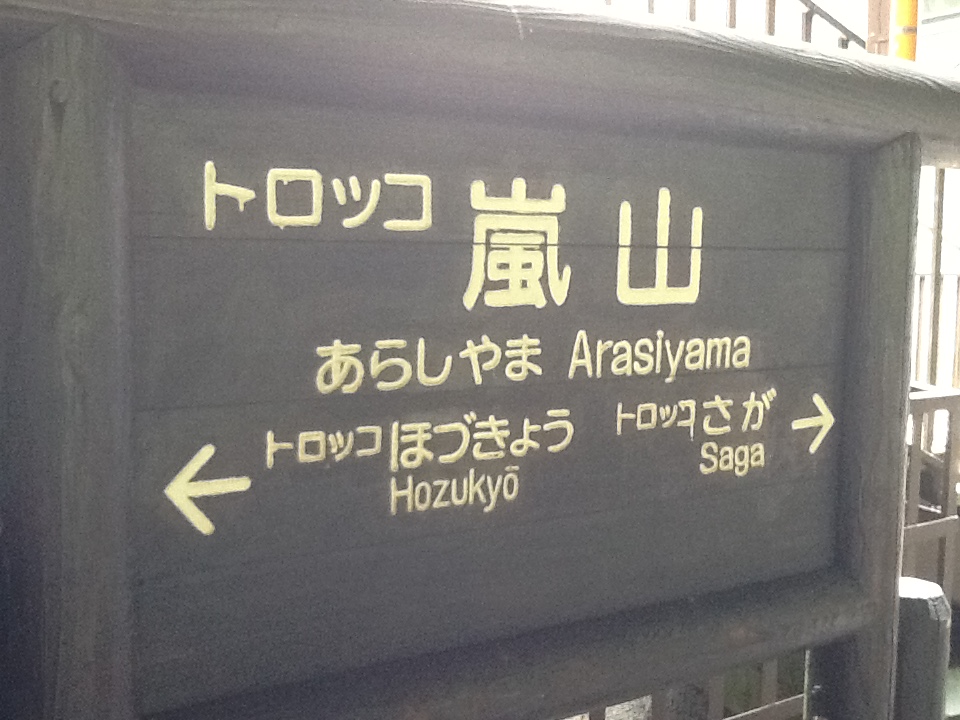 トロッコ 嵐山
あらしやま Arasiyama
← トロッコほづきょう トロッコさが →
Hozukyō Saga